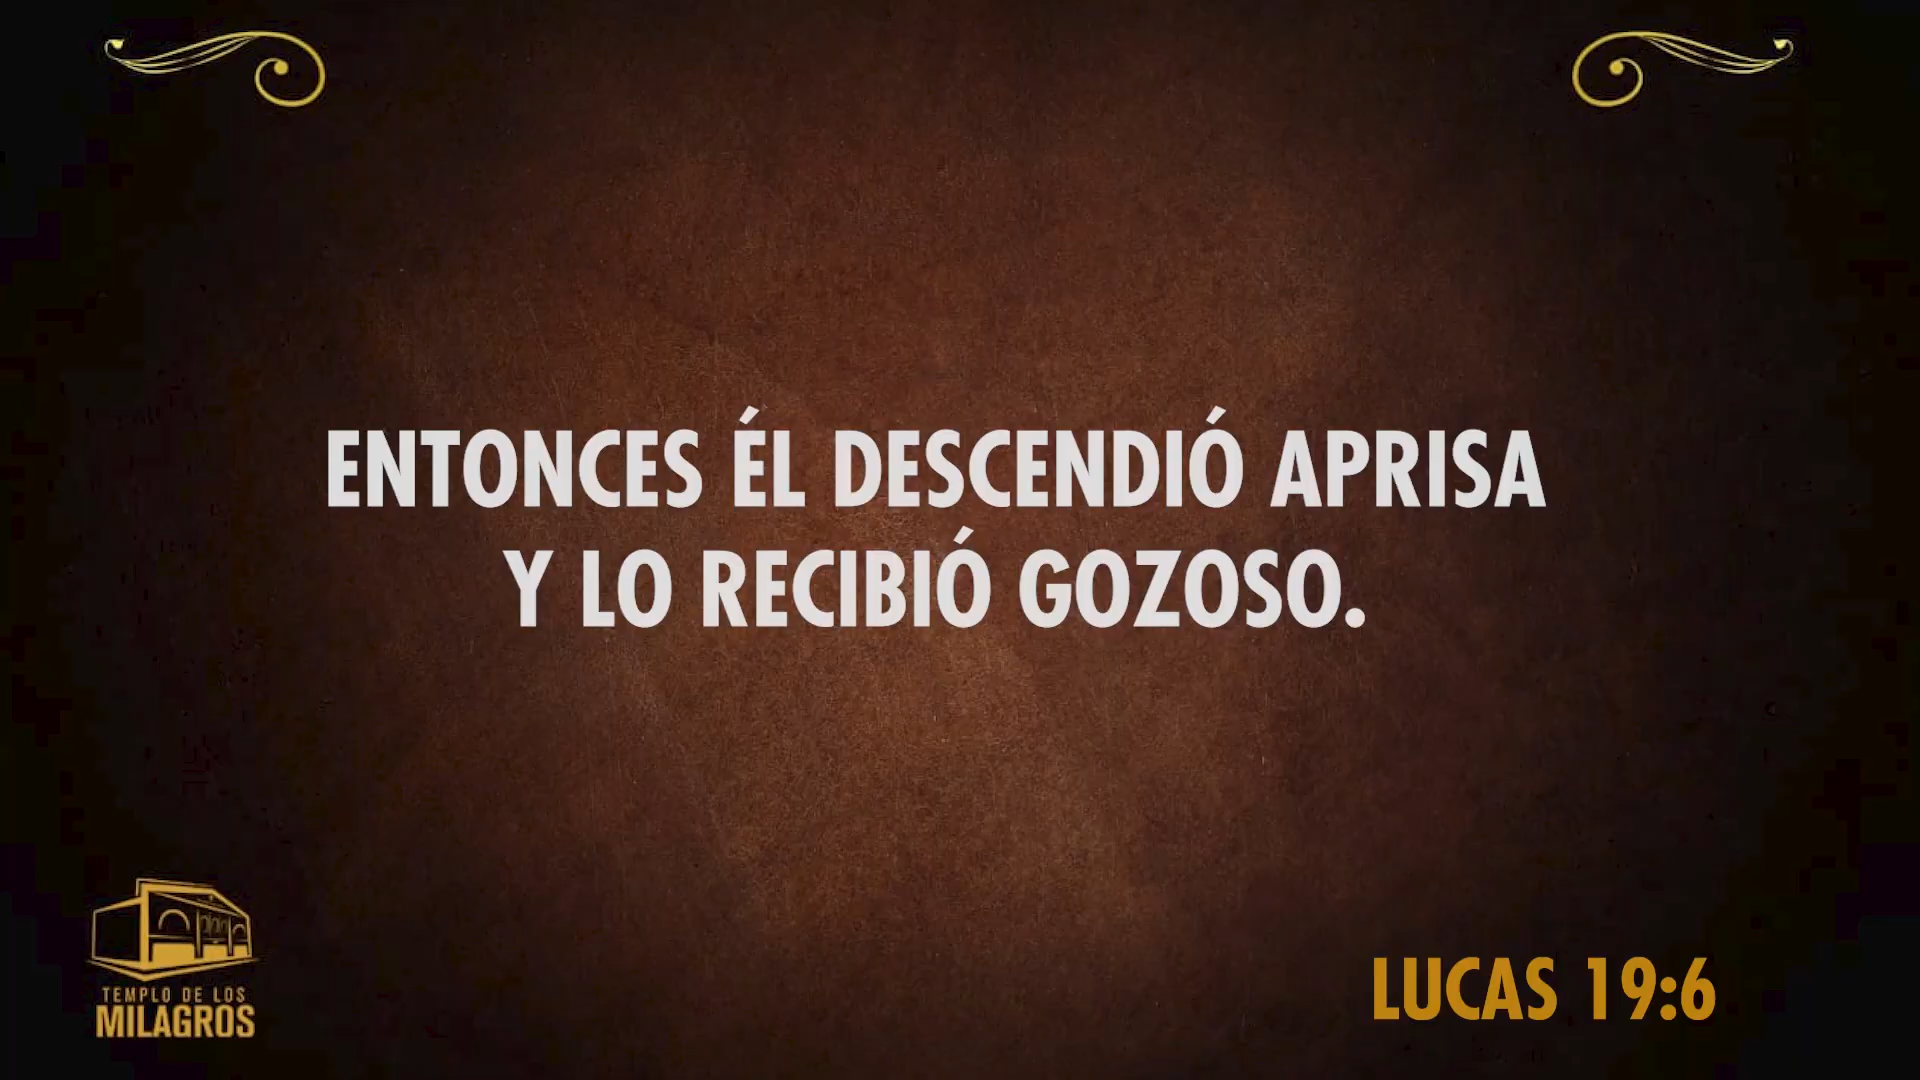 ENTONCES ÉL DESCENDIÓ APRISA
Y LO RECIBIÓ GOZOSO.
TEMPLO DE LOS
MILAGROS
LUCAS 19:6